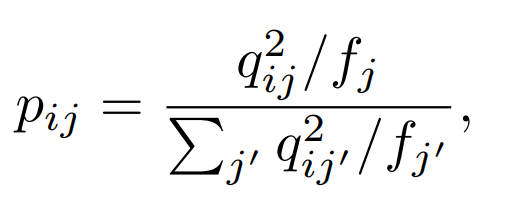 p_{ij} = \frac{q_{ij}^2 / f_j}{\sum_{j'} q_{ij'}^2 / f_{j'}},